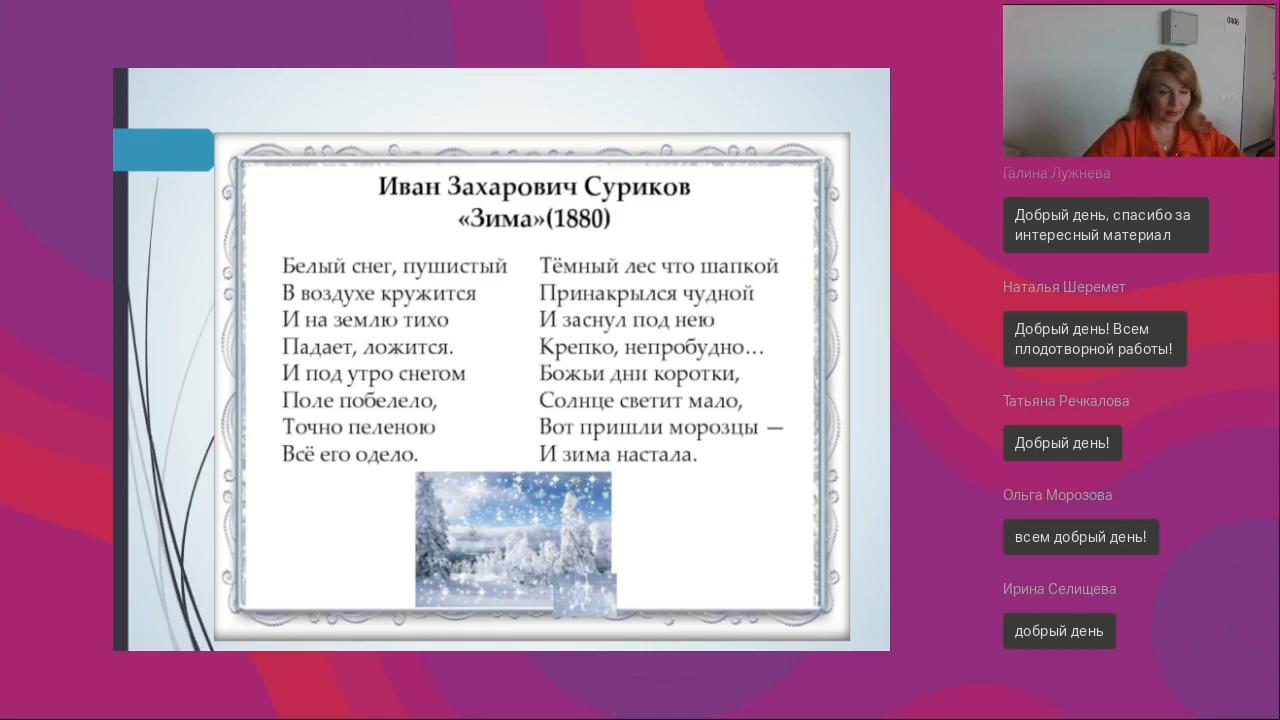 Иван Захарович Суриков
«Зима»(1880)
Белый снег, пушистый
В воздухе кружится
И на землю тихо
Падает, ложится.
И под утро снегом
Поле побелело,
Точно пеленою
Всё его одело.
Тёмный лес что шапкой
Принакрылся чудной
И заснул под нею
Крепко, непробудно…
Божьи дни коротки,
Солнце светит мало,
Вот пришли морозцы —
И зима настала.
0406
Галина Лужнева
Добрый день, спасибо за
интересный материал
Наталья Шеремет
Добрый день! Всем
плодотворной работы!
Татьяна Речкалова
Добрый день!
Ольга Морозова
всем добрый день!
Ирина Селищева
добрый день